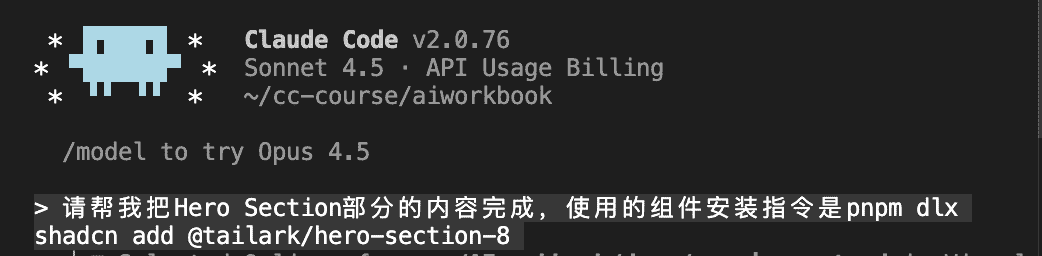 Claude Code v2.0.76
Sonnet 4.5 · API Usage Billing
~/cc-course/aiworkbook
/model to try Opus 4.5
> 请帮我把Hero Section部分的内容完成，使用的组件安装指令是pnpm dlx
shadcn add @tailark/hero-section-8